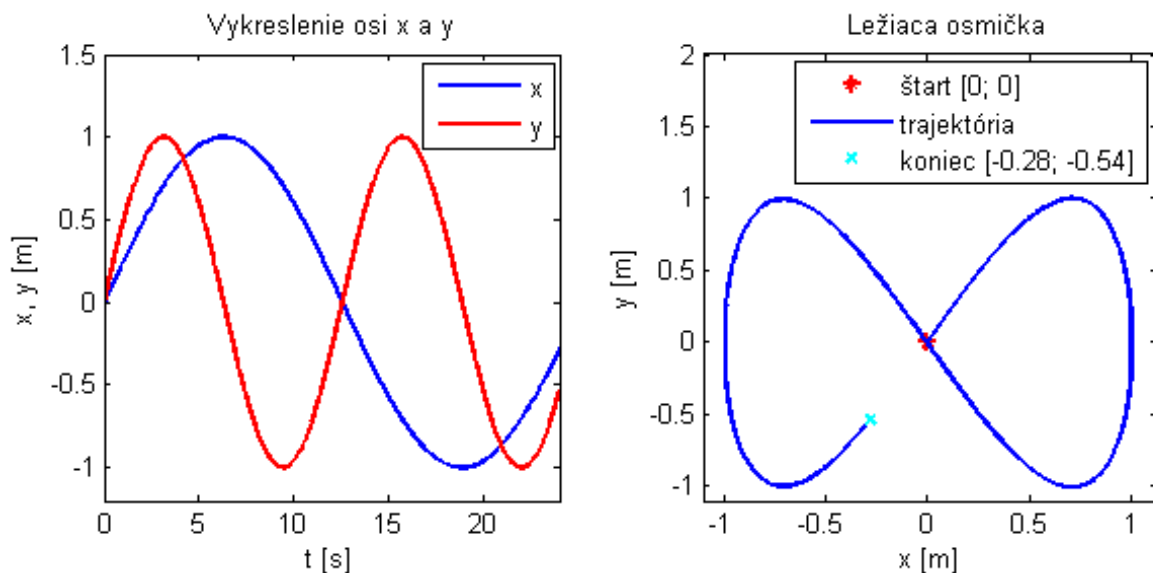 Vykreslenie osi x a y
1.5
1
0.5
0
-0.5
-1
x, y [m]
0 5 10 15 20
t [s]
x
y
Ležiaca osmička
2
1.5
1
0.5
0
-0.5
-1
y [m]
-1 -0.5 0 0.5 1
x [m]
štart [0; 0]
trajektória
koniec [-0.28; -0.54]